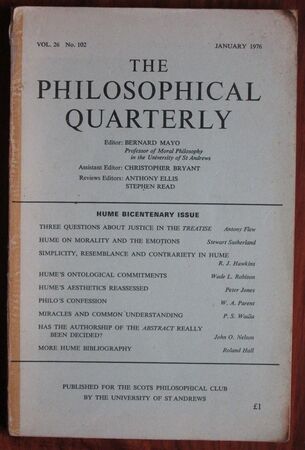 VOL. 26 No. 102 JANUARY 1976
THE
PHILOSOPHICAL
QUARTERLY
Editor: BERNARD MAYO
Professor of Moral Philosophy
in the University of St Andrews
Assistant Editor: CHRISTOPHER BRYANT
Reviews Editors: ANTHONY ELLIS
STEPHEN READ
HUME BICENTENARY ISSUE
THREE QUESTIONS ABOUT JUSTICE IN THE TREATISE Antony Flew
HUME ON MORALITY AND THE EMOTIONS Stewart Sutherland
SIMPLICITY, RESEMBLANCE AND CONTRARIETY IN HUME
R. J. Hawkins
HUME'S ONTOLOGICAL COMMITMENTS Wade L. Robison
HUME'S AESTHETICS REASSESSED Peter Jones
PHILO'S CONFESSION W. A. Parent
MIRACLES AND COMMON UNDERSTANDING P. S. Wadia
HAS THE AUTHORSHIP OF THE ABSTRACT REALLY
BEEN DECIDED? John O. Nelson
MORE HUME BIBLIOGRAPHY Roland Hall
PUBLISHED FOR THE SCOTS PHILOSOPHICAL CLUB
BY THE UNIVERSITY OF ST ANDREWS
£1